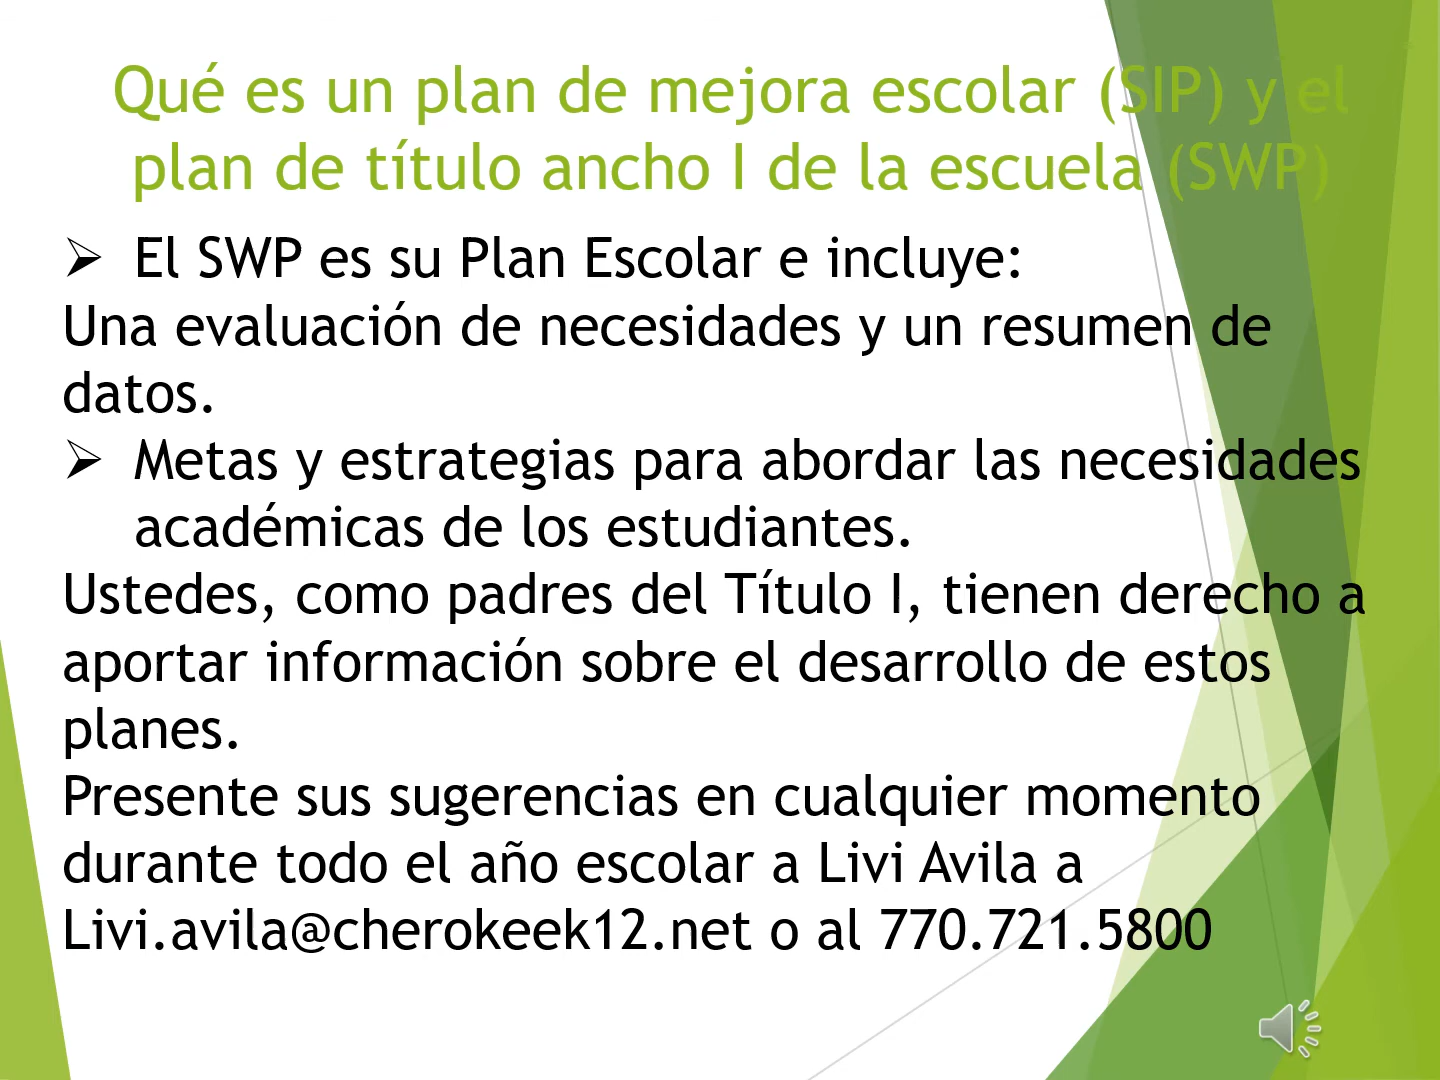 Qué es un plan de mejora escolar (SIP) y el
plan de título ancho I de la escuela (SWP)
➢ El SWP es su Plan Escolar e incluye:
Una evaluación de necesidades y un resumen de
datos.
➢ Metas y estrategias para abordar las necesidades
académicas de los estudiantes.
Ustedes, como padres del Título I, tienen derecho a
aportar información sobre el desarrollo de estos
planes.
Presente sus sugerencias en cualquier momento
durante todo el año escolar a Livi Avila a
Livi.avila@cherokeek12.net o al 770.721.5800